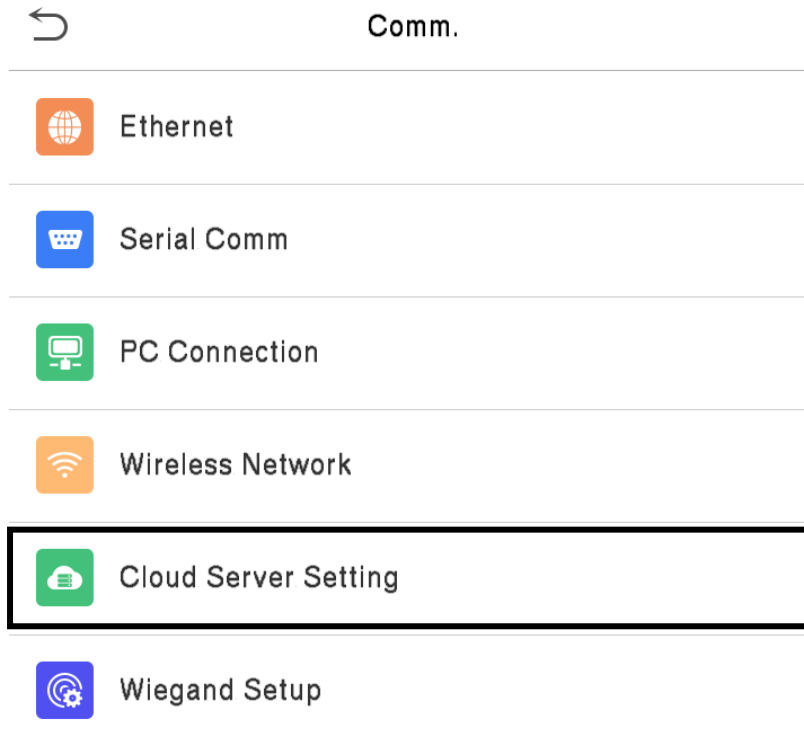 Comm.
Ethernet
Serial Comm
PC Connection
Wireless Network
Cloud Server Setting
Wiegand Setup